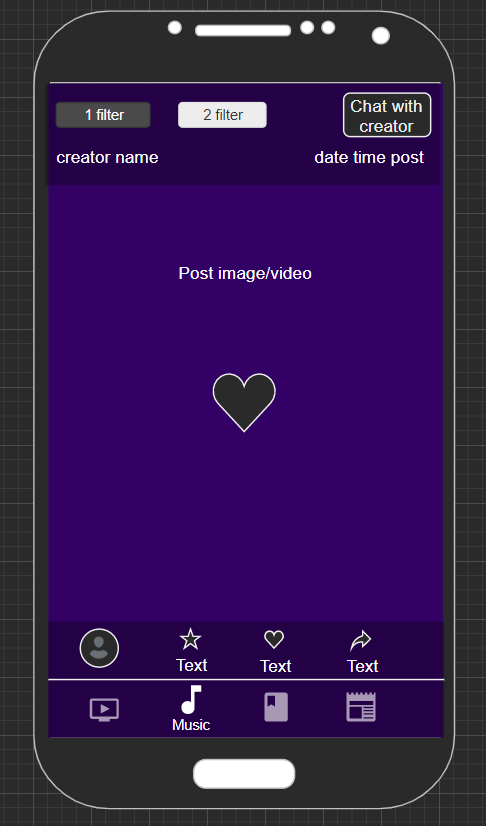 1 filter
2 filter
Chat with
creator
creator name
date time post
Post image/video
Text
Text
Text
Music